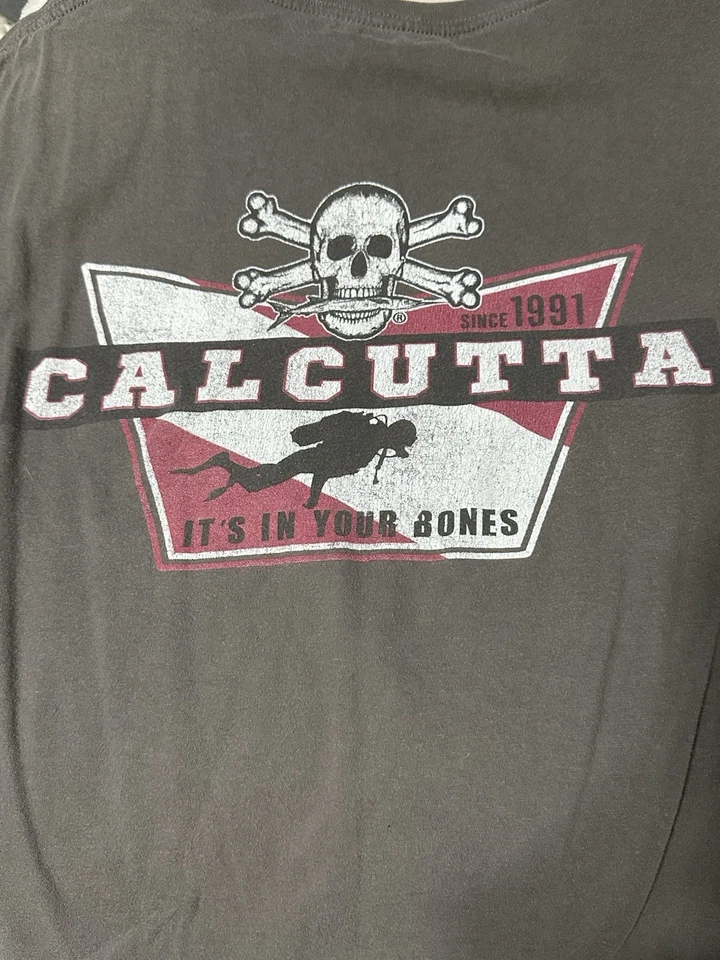 ®
SINCE 1991
CALCUTTA
IT'S IN YOUR BONES